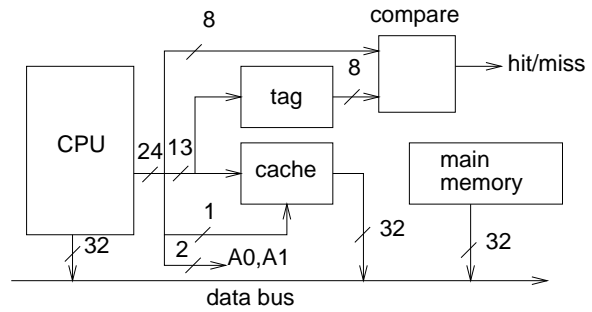 compare
8
hit/miss
8
tag
CPU
24
13
cache
main
memory
1
32
2
A0,A1
32
32
data bus